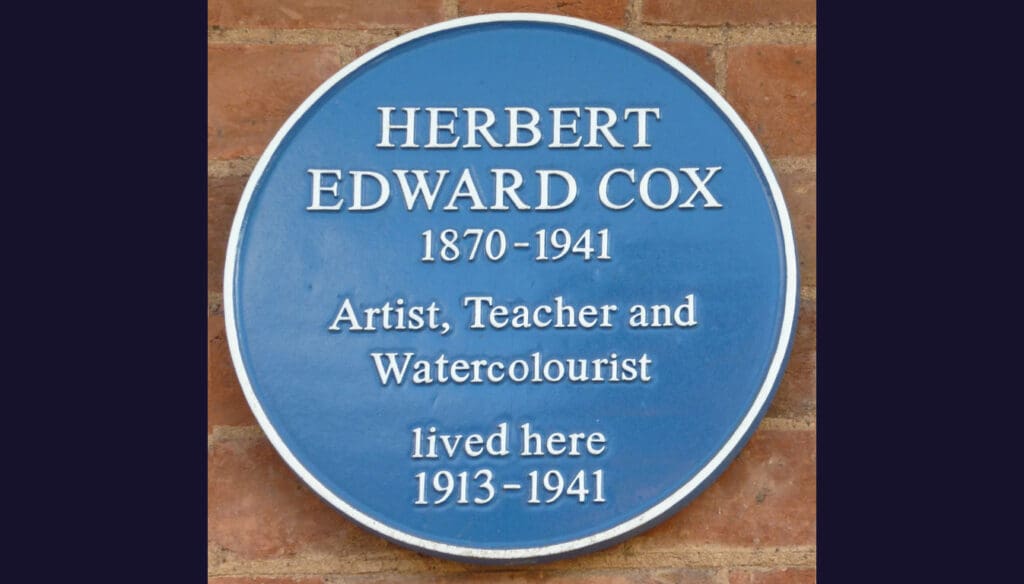 HERBERT
EDWARD COX
1870-1941
Artist, Teacher and
Watercolourist
lived here
1913-1941